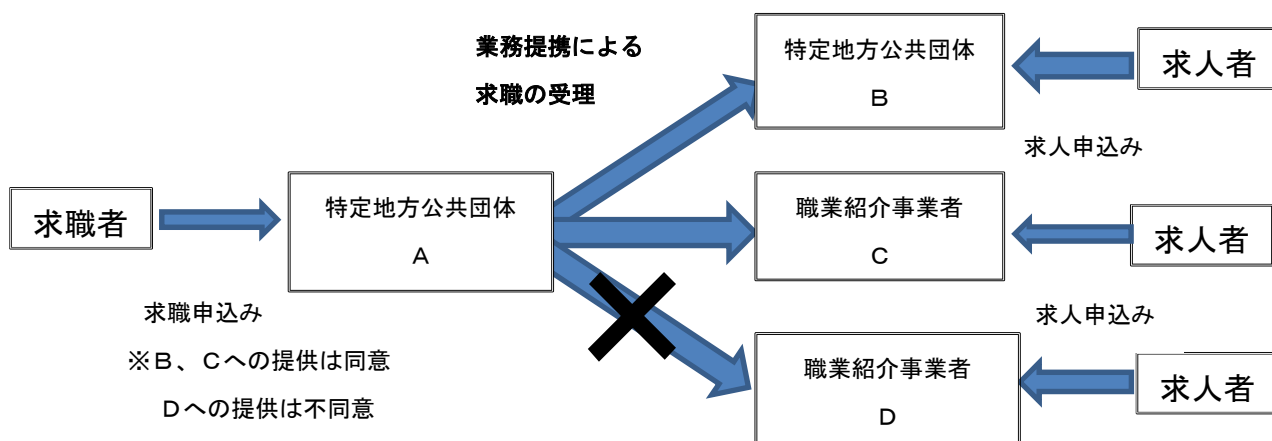 業務提携による
求職の受理
特定地方公共団体
B
求人者
求人申込み
求職者
特定地方公共団体
A
職業紹介事業者
C
求人者
求職申込み
※B、Cへの提供は同意
Dへの提供は不同意
求人申込み
職業紹介事業者
D
求人者